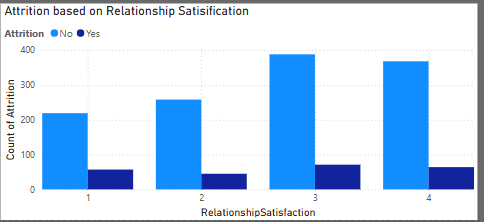 Attrition based on Relationship Satisification
Attrition No Yes
400
300
200
100
0
Count of Attrition
1 2 3 4
RelationshipSatisfaction